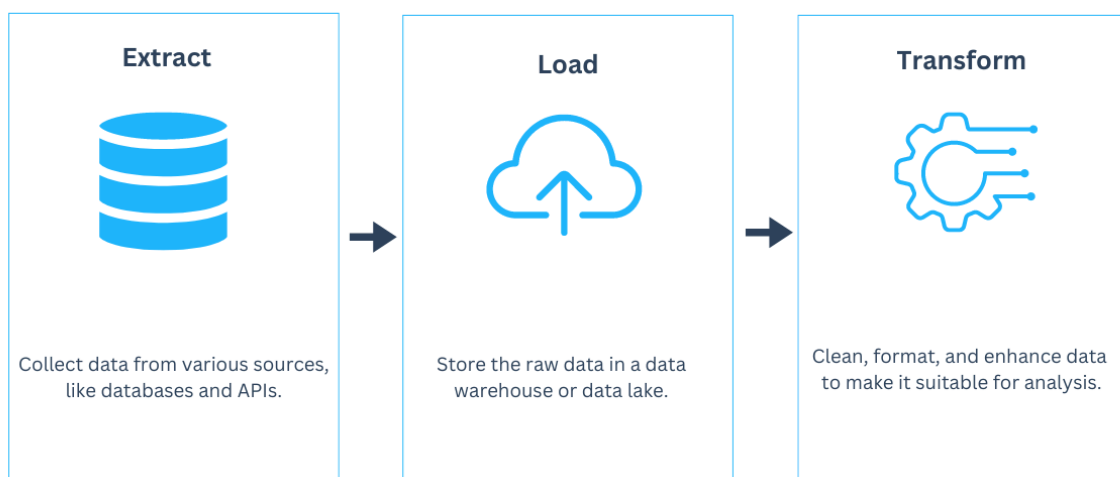 Extract
Collect data from various sources,
like databases and APIs.
Load
Store the raw data in a data
warehouse or data lake.
Transform
Clean, format, and enhance data
to make it suitable for analysis.